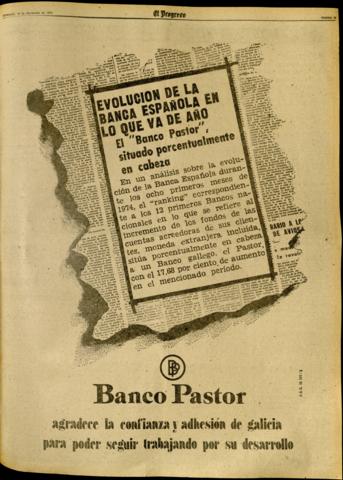 El Progreso
EVOLUCION DE LA
BANCA ESPAÑOLA EN
LO QUE VA DE AÑO
El "Banco Pastor",
situado porcentualmente
en cabeza
En un análisis sobre la evolu-
ción de la Banca Española duran-
te los ocho primeros meses de
1974, el "ranking" correspondien-
te a los 12 primeros Bancos na-
cionales en lo que se refiere al
incremento de los fondos de las
cuentas acreedoras de sus clien-
tes, moneda extranjera incluida,
sitúa porcentualmente en cabeza
a un Banco gallego, el Pastor,
con el 17,68 por ciento de aumento
en el mencionado período.
BARIO A LE
DE AVIOS
Banco Pastor
agradece la confianza y adhesión de galicia
para poder seguir trabajando por su desarrollo